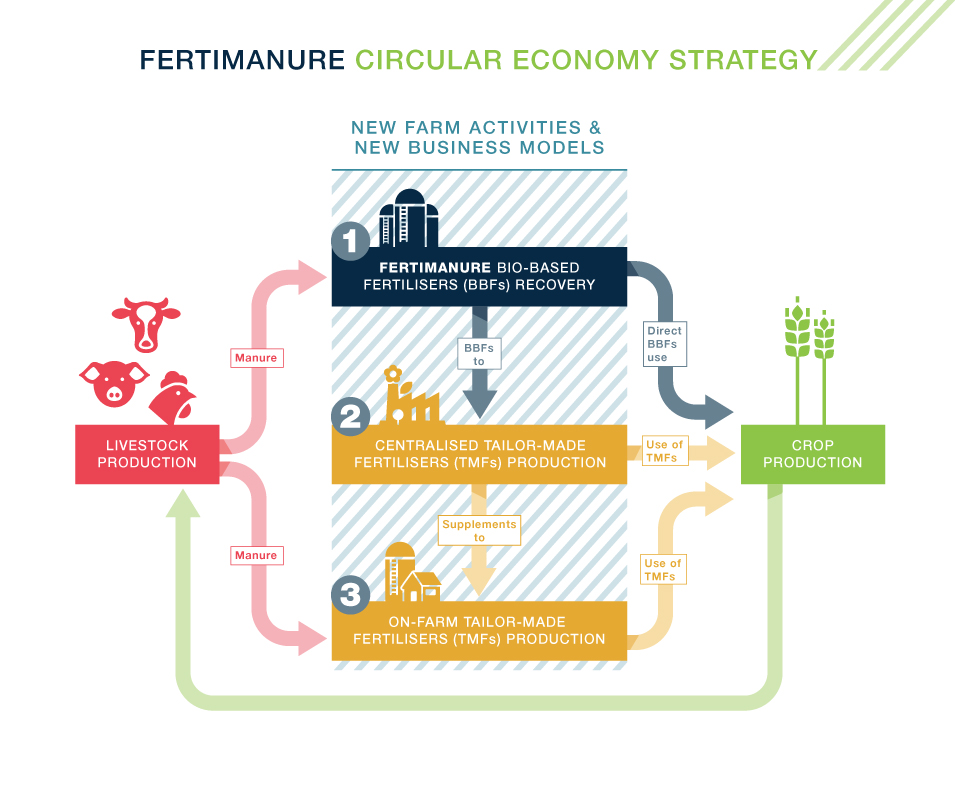 FERTIMANURE CIRCULAR ECONOMY STRATEGY
NEW FARM ACTIVITIES &
NEW BUSINESS MODELS
1
FERTIMANURE BIO-BASED
FERTILISERS (BBFs) RECOVERY
Manure
BBFs
to
Direct
BBFs
use
2
LIVESTOCK
PRODUCTION
CENTRALISED TAILOR-MADE
FERTILISERS (TMFs) PRODUCTION
Use of
TMFs
CROP
PRODUCTION
Supplements
to
Manure
Use of
TMFs
3
ON-FARM TAILOR-MADE
FERTILISERS (TMFs) PRODUCTION